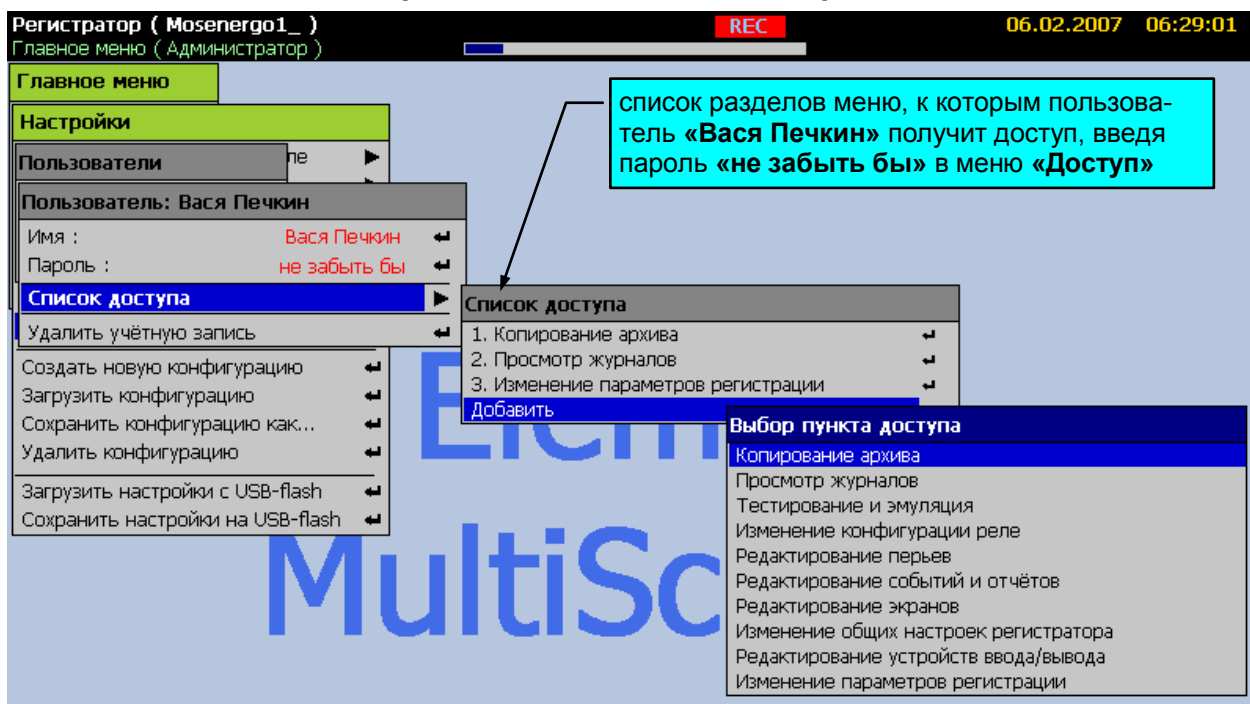 Регистратор ( Mosenergo1_ )
REC
06.02.2007 06:29:01
Главное меню ( Администратор )
Главное меню
список разделов меню, к которым пользова-
тель «Вася Печкин» получит доступ, введя
пароль «не забыть бы» в меню «Доступ»
Настройки
ле
Пользователи
Пользователь: Вася Печкин
Имя : Вася Печкин
Пароль : не забыть бы
Список доступа
Удалить учётную запись
Список доступа
1. Копирование архива
2. Просмотр журналов
3. Изменение параметров регистрации
Добавить
Создать новую конфигурацию
Загрузить конфигурацию
Сохранить конфигурацию как...
Удалить конфигурацию
Загрузить настройки с USB-flash
Сохранить настройки на USB-flash
Выбор пункта доступа
Копирование архива
Просмотр журналов
Тестирование и эмуляция
Изменение конфигурации реле
Редактирование перьев
Редактирование событий и отчётов
Редактирование экранов
Изменение общих настроек регистратора
Редактирование устройств ввода/вывода
Изменение параметров регистрации
MultiSc